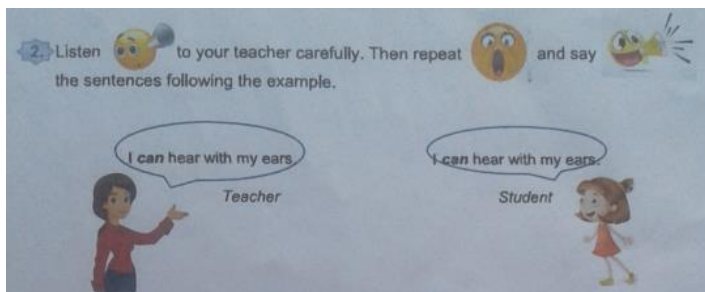 2. Listen to your teacher carefully. Then repeat and say
the sentences following the example.
I can hear with my ears
I can hear with my ears.
Teacher
Student